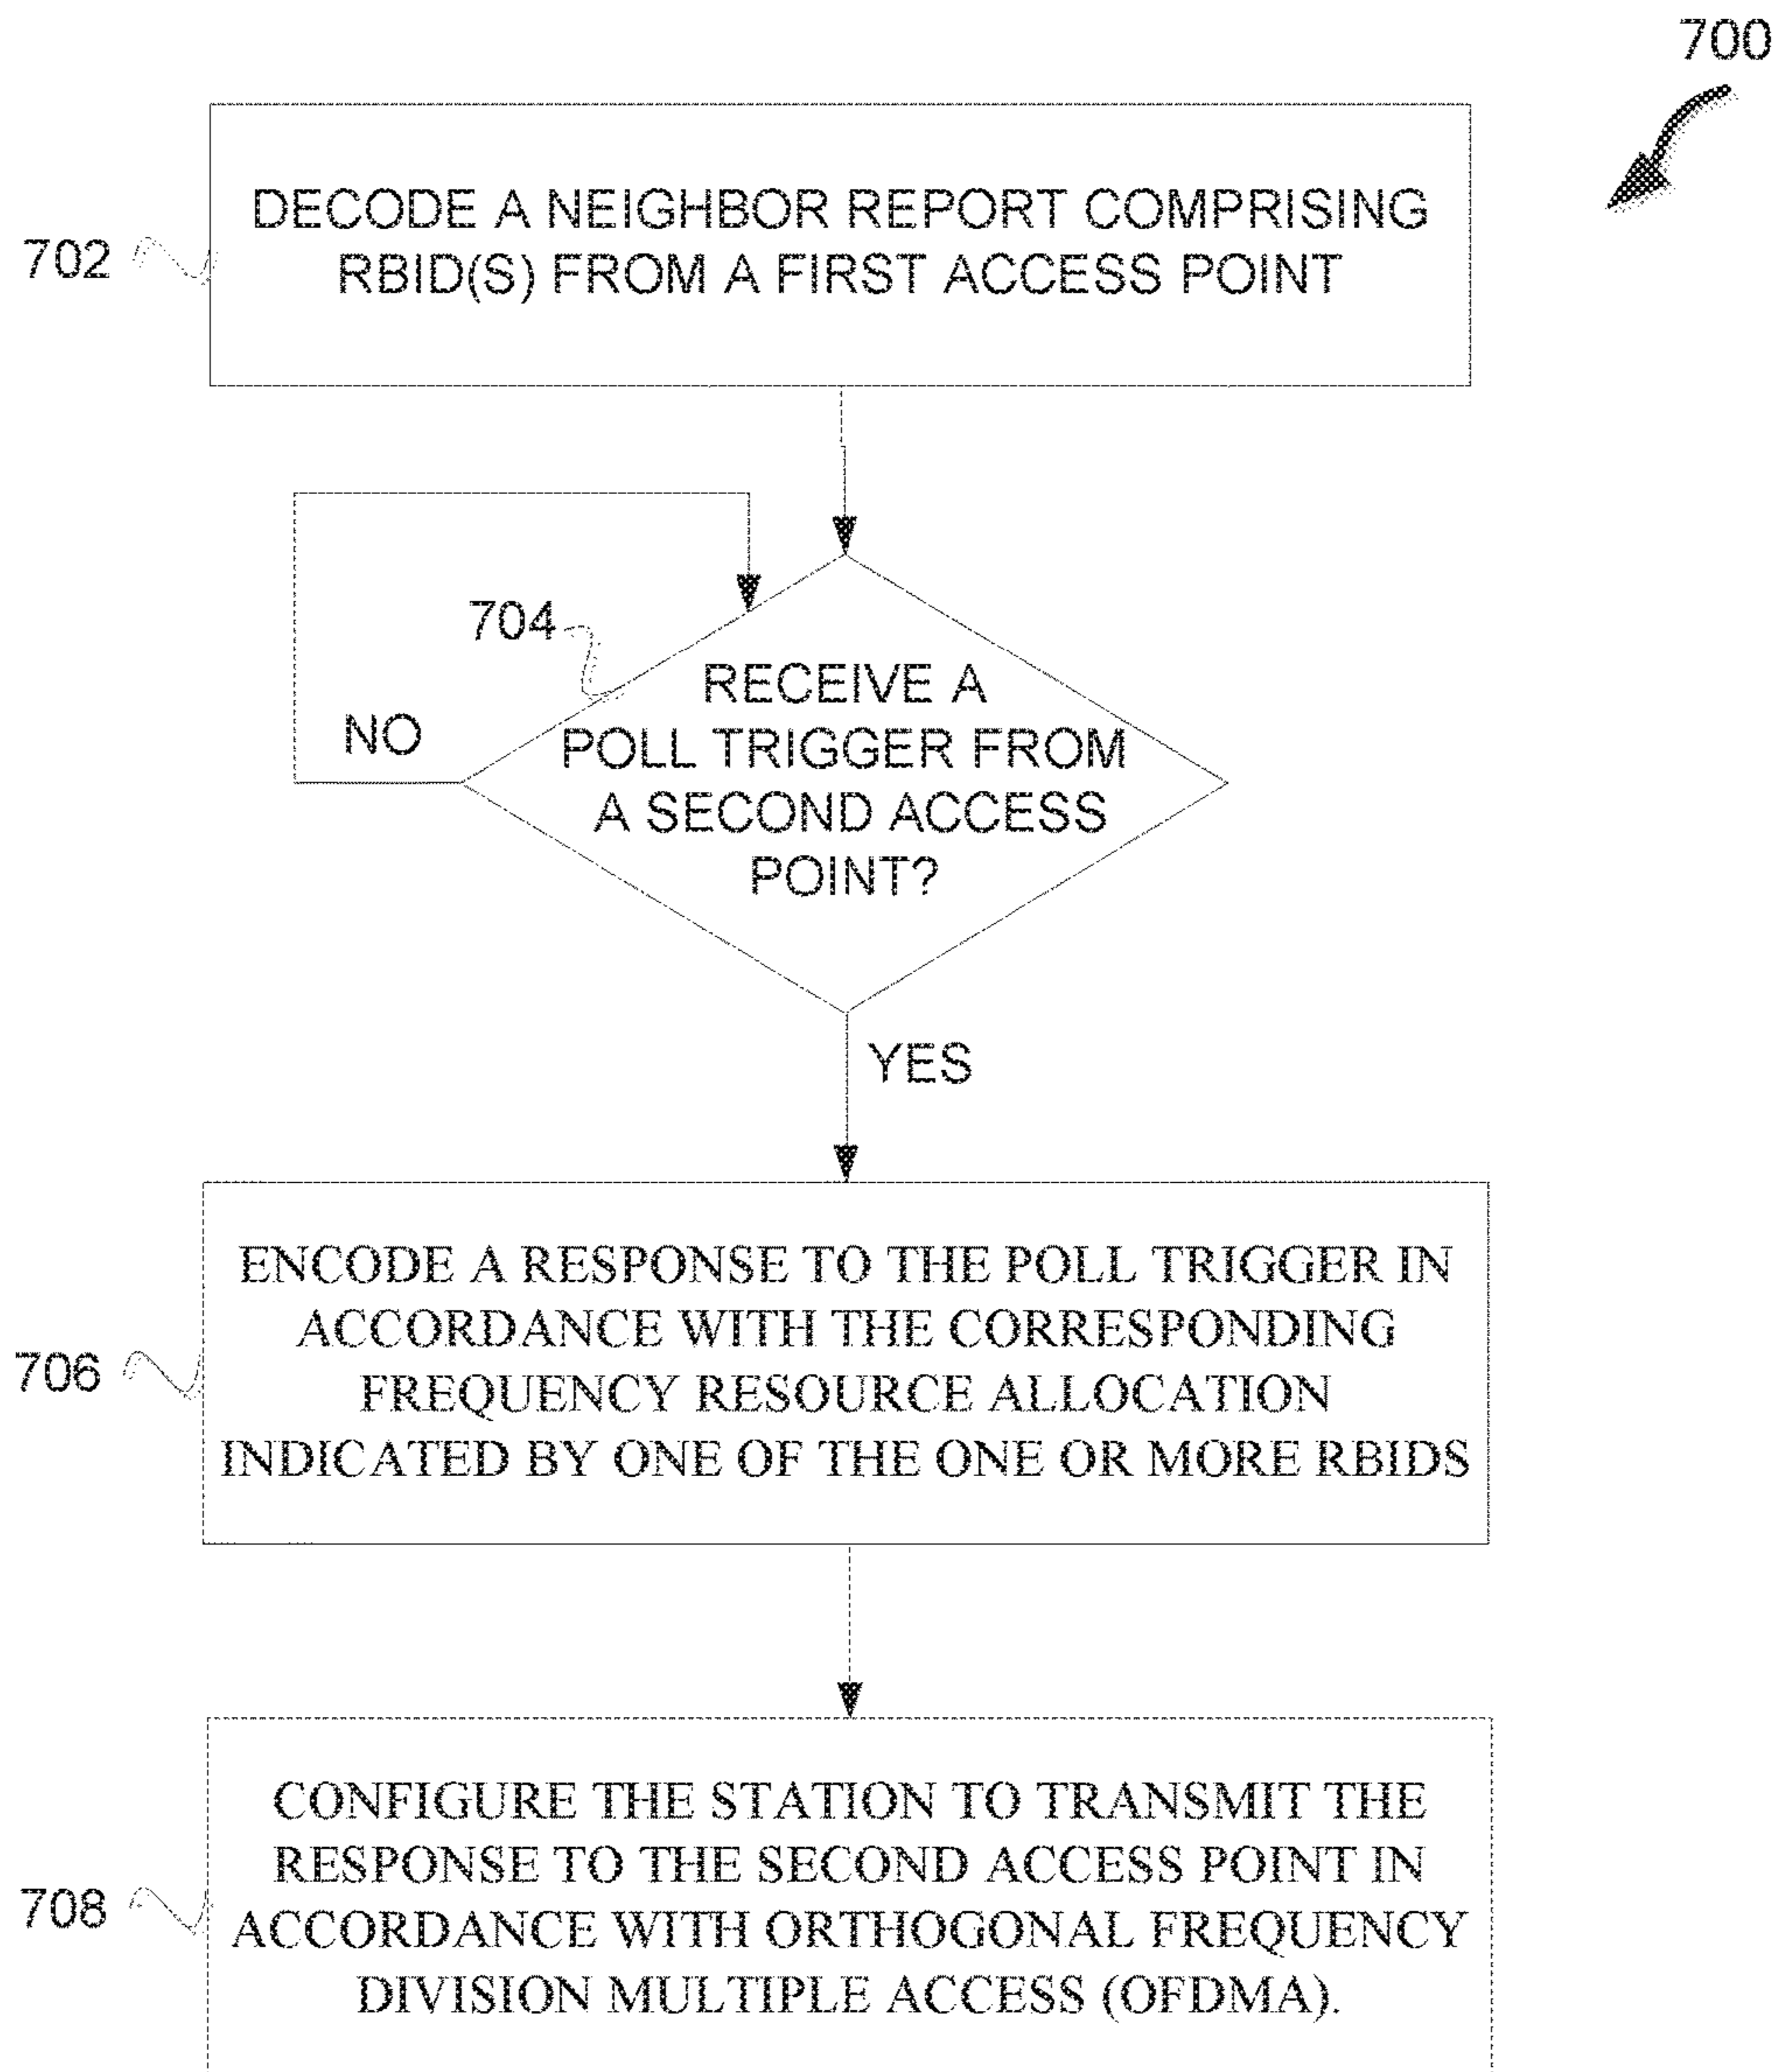 700
DECODE A NEIGHBOR REPORT COMPRISING
RBID(S) FROM A FIRST ACCESS POINT
702
704
RECEIVE A
POLL TRIGGER FROM
A SECOND ACCESS
POINT?
NO
YES
ENCODE A RESPONSE TO THE POLL TRIGGER IN
ACCORDANCE WITH THE CORRESPONDING
FREQUENCY RESOURCE ALLOCATION
INDICATED BY ONE OF THE ONE OR MORE RBIDS
706
CONFIGURE THE STATION TO TRANSMIT THE
RESPONSE TO THE SECOND ACCESS POINT IN
ACCORDANCE WITH ORTHOGONAL FREQUENCY
DIVISION MULTIPLE ACCESS (OFDMA).
708